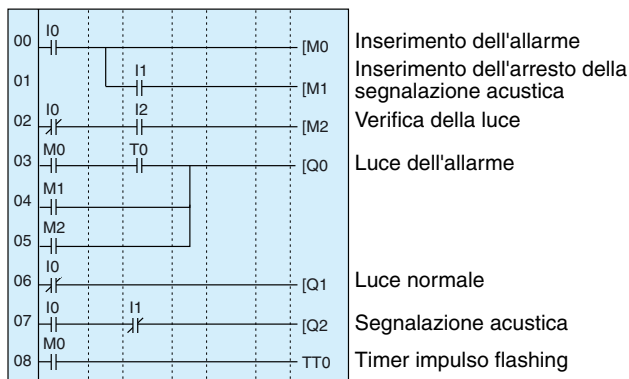 I0
00 [M0 Inserimento dell'allarme
I1 Inserimento dell'arresto della
01 [M1 segnalazione acustica
I0 I2
02 [M2 Verifica della luce
M0 T0
03 [Q0 Luce dell'allarme
M1
04
M2
05
I0
06 [Q1 Luce normale
I0 I1
07 [Q2 Segnalazione acustica
M0
08 TT0 Timer impulso flashing